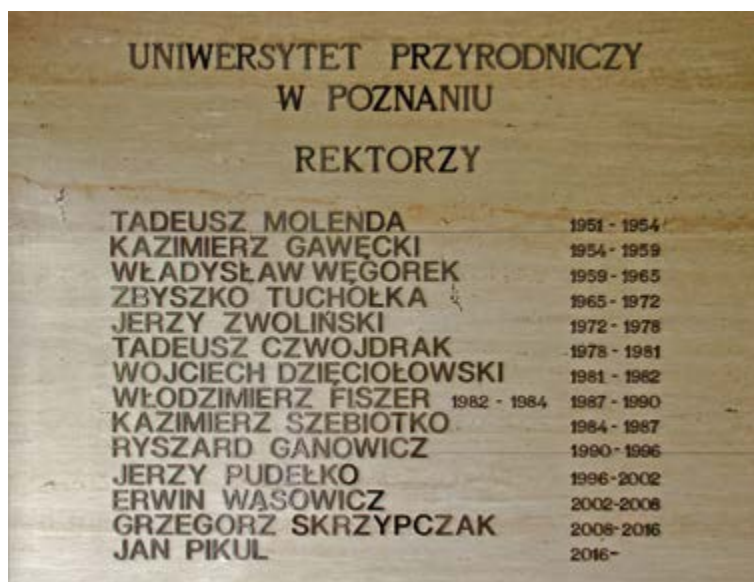 UNIWERSYTET PRZYRODNICZY
W POZNANIU
REKTORZY
TADEUSZ MOLENDA 1951 - 1954
KAZIMIERZ GAWĘCKI 1954 - 1959
WŁADYSŁAW WĘGOREK 1959 - 1965
ZBYSZKO TUCHOŁKA 1965 - 1972
JERZY ZWOLIŃSKI 1972 - 1978
TADEUSZ CZWOJDRAK 1978 - 1981
WOJCIECH DZIĘCIOŁOWSKI 1981 - 1982
WŁODZIMIERZ FISZER 1982 - 1984 1987 - 1990
KAZIMIERZ SZEBIOTKO 1984 - 1987
RYSZARD GANOWICZ 1990 - 1996
JERZY PUDEŁKO 1996-2002
ERWIN WĄSOWICZ 2002-2008
GRZEGORZ SKRZYPCZAK 2008-2016
JAN PIKUL 2016-